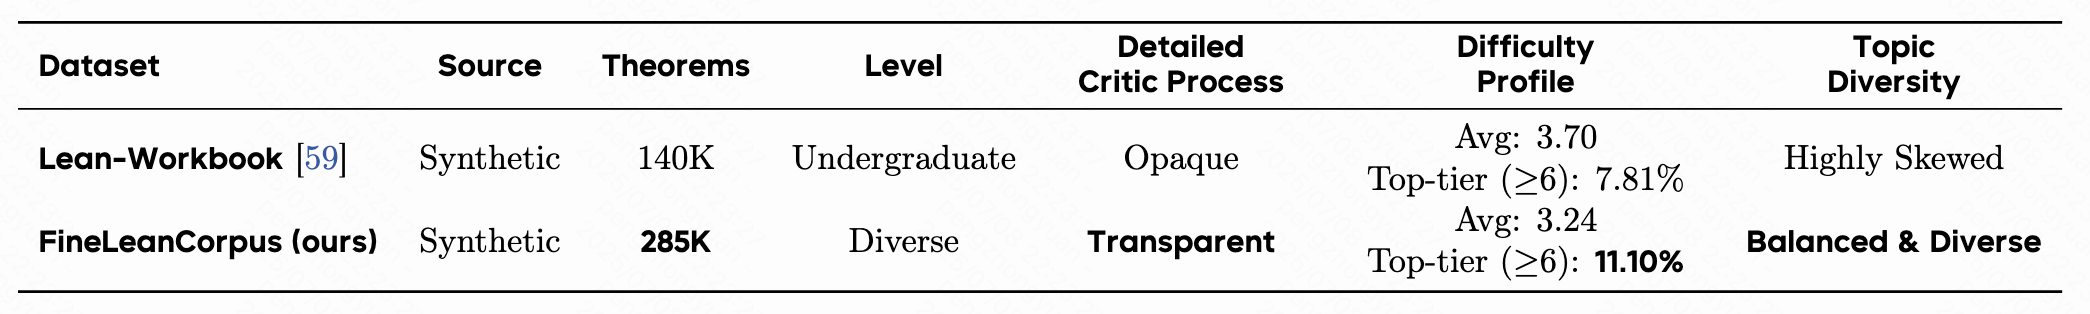 Dataset Source Theorems Level Detailed Critic Process Difficulty Profile Topic Diversity
Lean-Workbook [59] Synthetic 140K Undergraduate Opaque Avg: 3.70 Top-tier (≥6): 7.81% Highly Skewed
FineLeanCorpus (ours) Synthetic 285K Diverse Transparent Avg: 3.24 Top-tier (≥6): 11.10% Balanced & Diverse